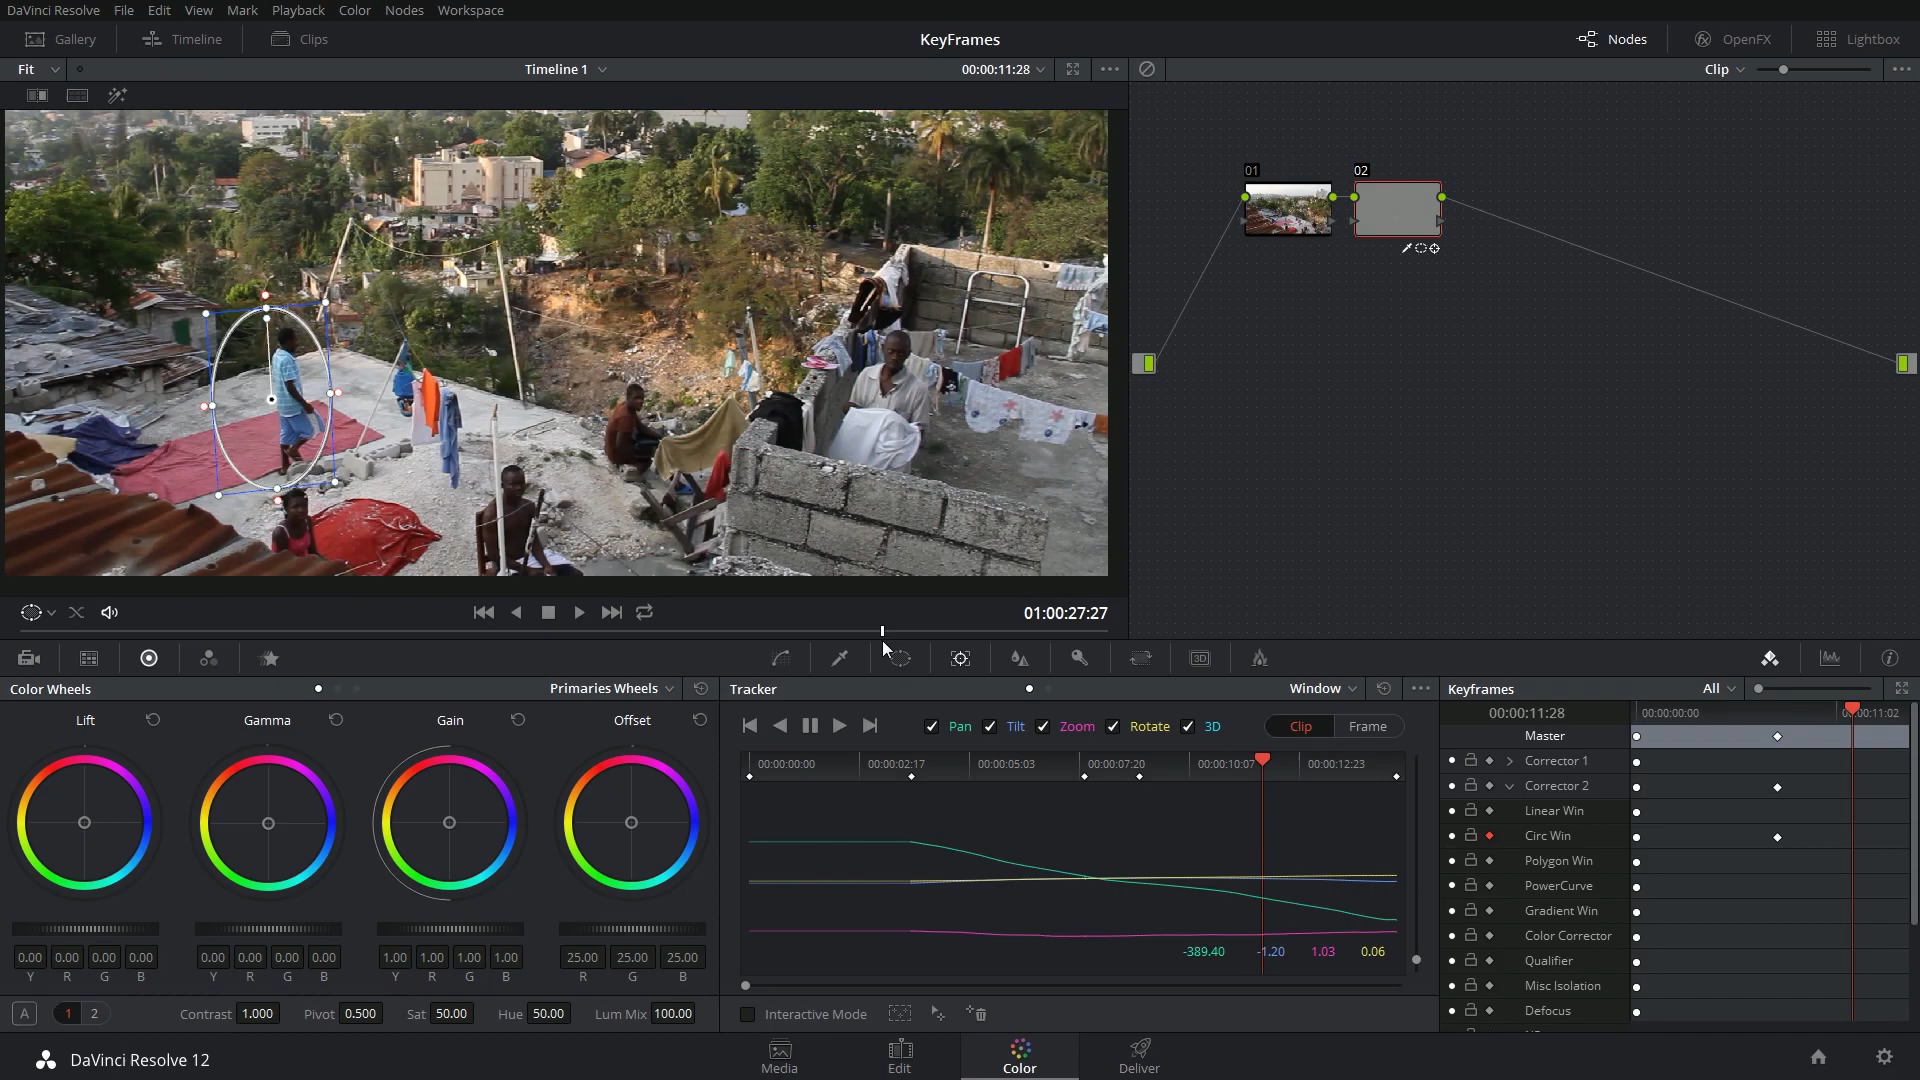 DaVinci Resolve File Edit View Mark Playback Color Nodes Workspace
Gallery Timeline Clips KeyFrames Nodes OpenFX Lightbox
Fit Timeline 1 00:00:11:28 Clip
01 02
01:00:27:27
Color Wheels Primaries Wheels
Lift Gamma Gain Offset
0.00 0.00 0.00 0.00 0.00 0.00 0.00 0.00 1.00 1.00 1.00 1.00 25.00 25.00 25.00
Y R G B Y R G B Y R G B R G B
A 1 2 Contrast 1.000 Pivot 0.500 Sat 50.00 Hue 50.00 Lum Mix 100.00
Tracker Window
Pan Tilt Zoom Rotate 3D Clip Frame
00:00:00:00 00:00:02:17 00:00:05:03 00:00:07:20 00:00:10:07 00:00:12:23
-389.40 -1.20 1.03 0.06
Interactive Mode
3D
Keyframes All
00:00:11:28 00:00:00:00 00:00:11:02
Master
Corrector 1
Corrector 2
Linear Win
Circ Win
Polygon Win
PowerCurve
Gradient Win
Color Corrector
Qualifier
Misc Isolation
Defocus
DaVinci Resolve 12 Media Edit Color Deliver